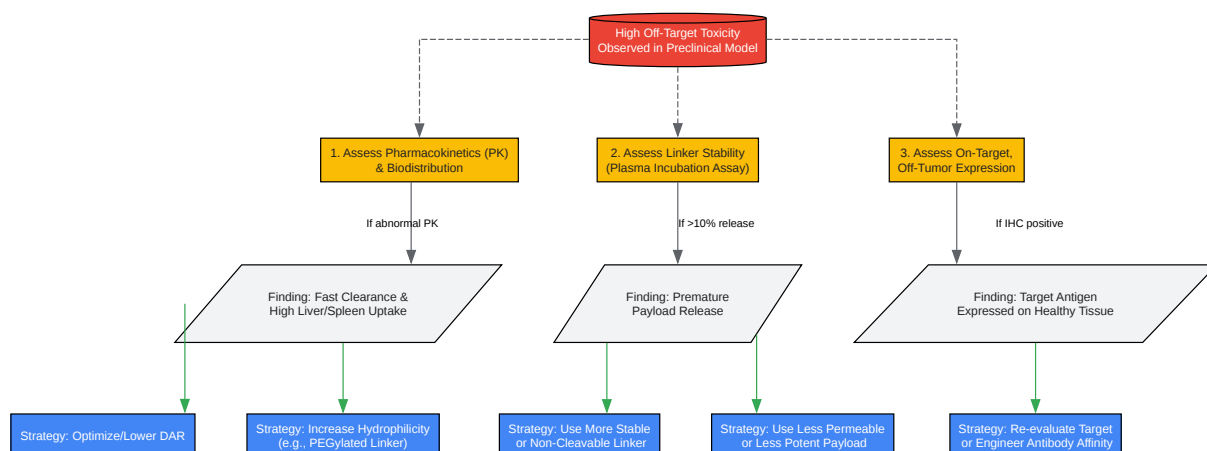 High Off-Target Toxicity
Observed in Preclinical Model
1. Assess Pharmacokinetics (PK)
& Biodistribution
2. Assess Linker Stability
(Plasma Incubation Assay)
3. Assess On-Target,
Off-Tumor Expression
If abnormal PK
If >10% release
If IHC positive
Finding: Fast Clearance &
High Liver/Spleen Uptake
Finding: Premature
Payload Release
Finding: Target Antigen
Expressed on Healthy Tissue
Strategy: Optimize/Lower DAR
Strategy: Increase Hydrophilicity
(e.g., PEGylated Linker)
Strategy: Use More Stable
or Non-Cleavable Linker
Strategy: Use Less Permeable
or Less Potent Payload
Strategy: Re-evaluate Target
or Engineer Antibody Affinity